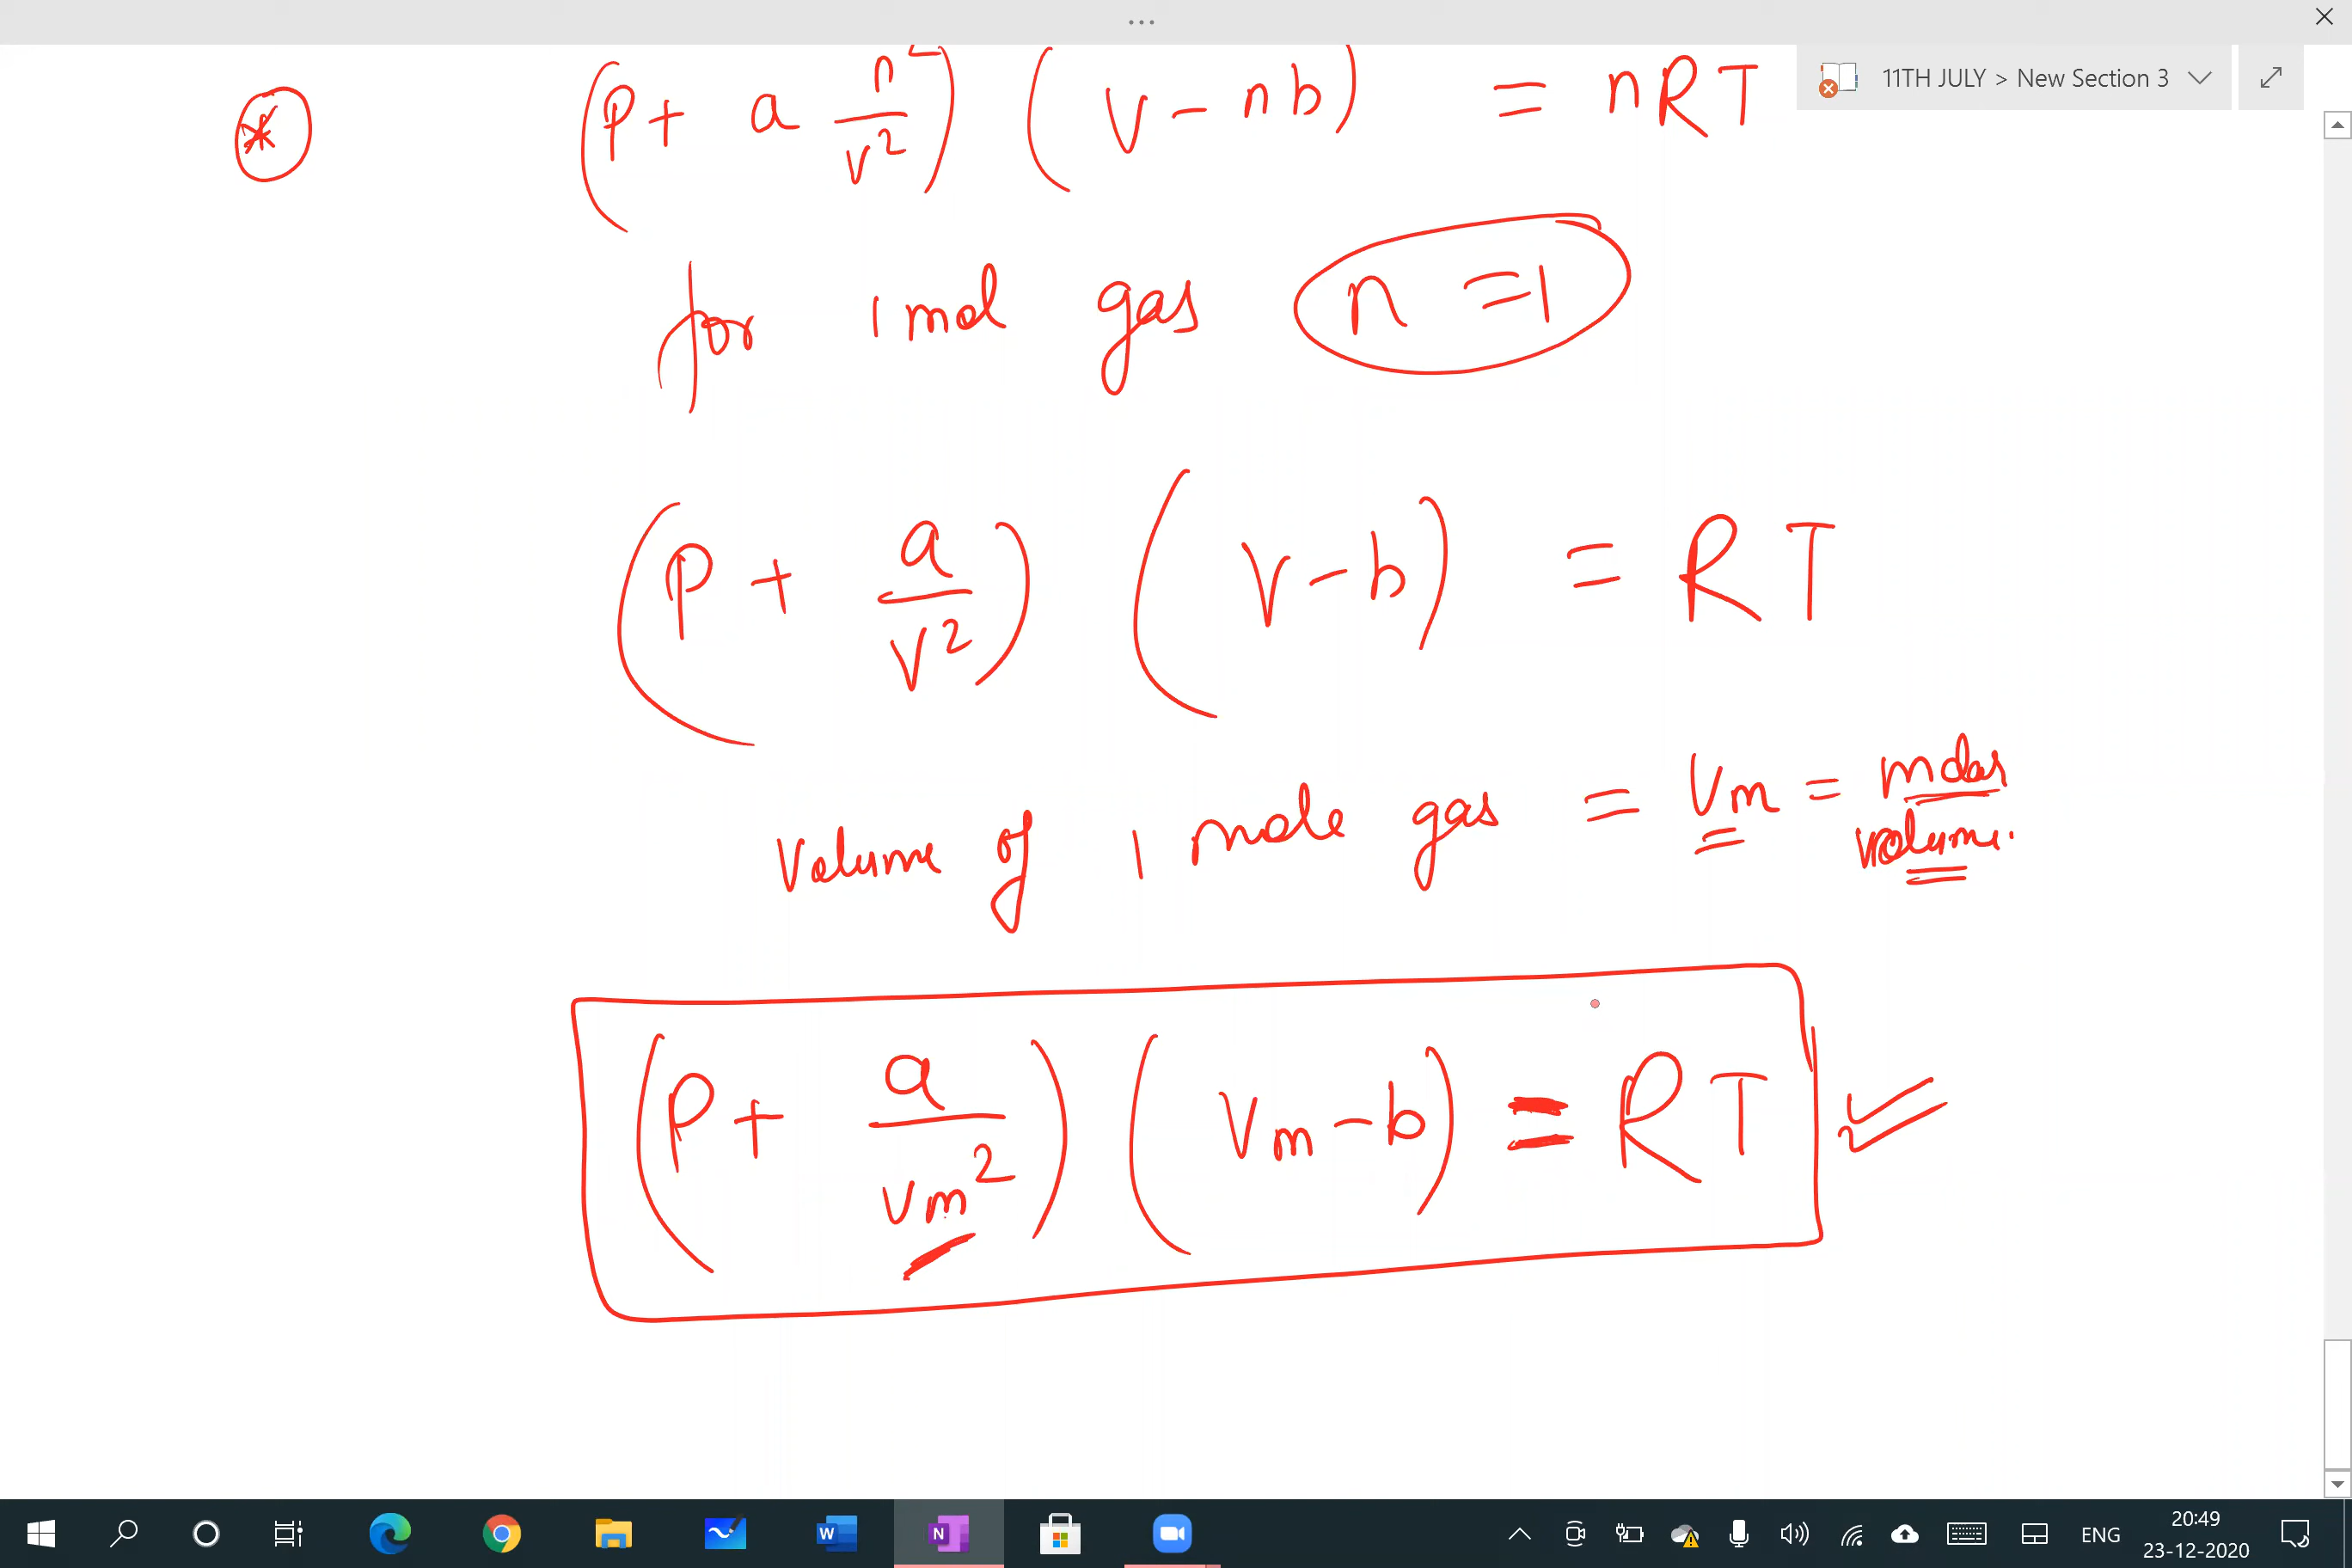 ...
11TH JULY > New Section 3
* (P + a n²/v²) (v - nb) = nRT
for 1 mol gas n = 1
(P + a/v²) (v - b) = RT
Volume of 1 mole gas = Vm = molar
volume.
(P + a/Vm²) (Vm - b) = RT
W N ENG 20:49
23-12-2020